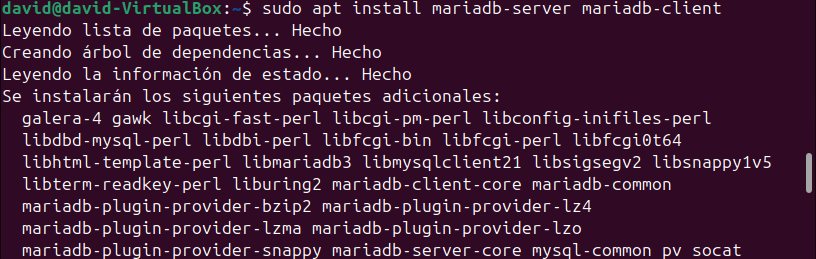 david@david-VirtualBox:~$ sudo apt install mariadb-server mariadb-client
Leyendo lista de paquetes... Hecho
Creando árbol de dependencias... Hecho
Leyendo la información de estado... Hecho
Se instalarán los siguientes paquetes adicionales:
galera-4 gawk libcgi-fast-perl libcgi-pm-perl libconfig-inifiles-perl
libdbd-mysql-perl libdbi-perl libfcgi-bin libfcgi-perl libfcgi0t64
libhtml-template-perl libmariadb3 libmysqlclient21 libsigsegv2 libsnappy1v5
libterm-readkey-perl liburing2 mariadb-client-core mariadb-common
mariadb-plugin-provider-bzip2 mariadb-plugin-provider-lz4
mariadb-plugin-provider-lzma mariadb-plugin-provider-lzo
mariadb-plugin-provider-snappy mariadb-server-core mysql-common pv socat